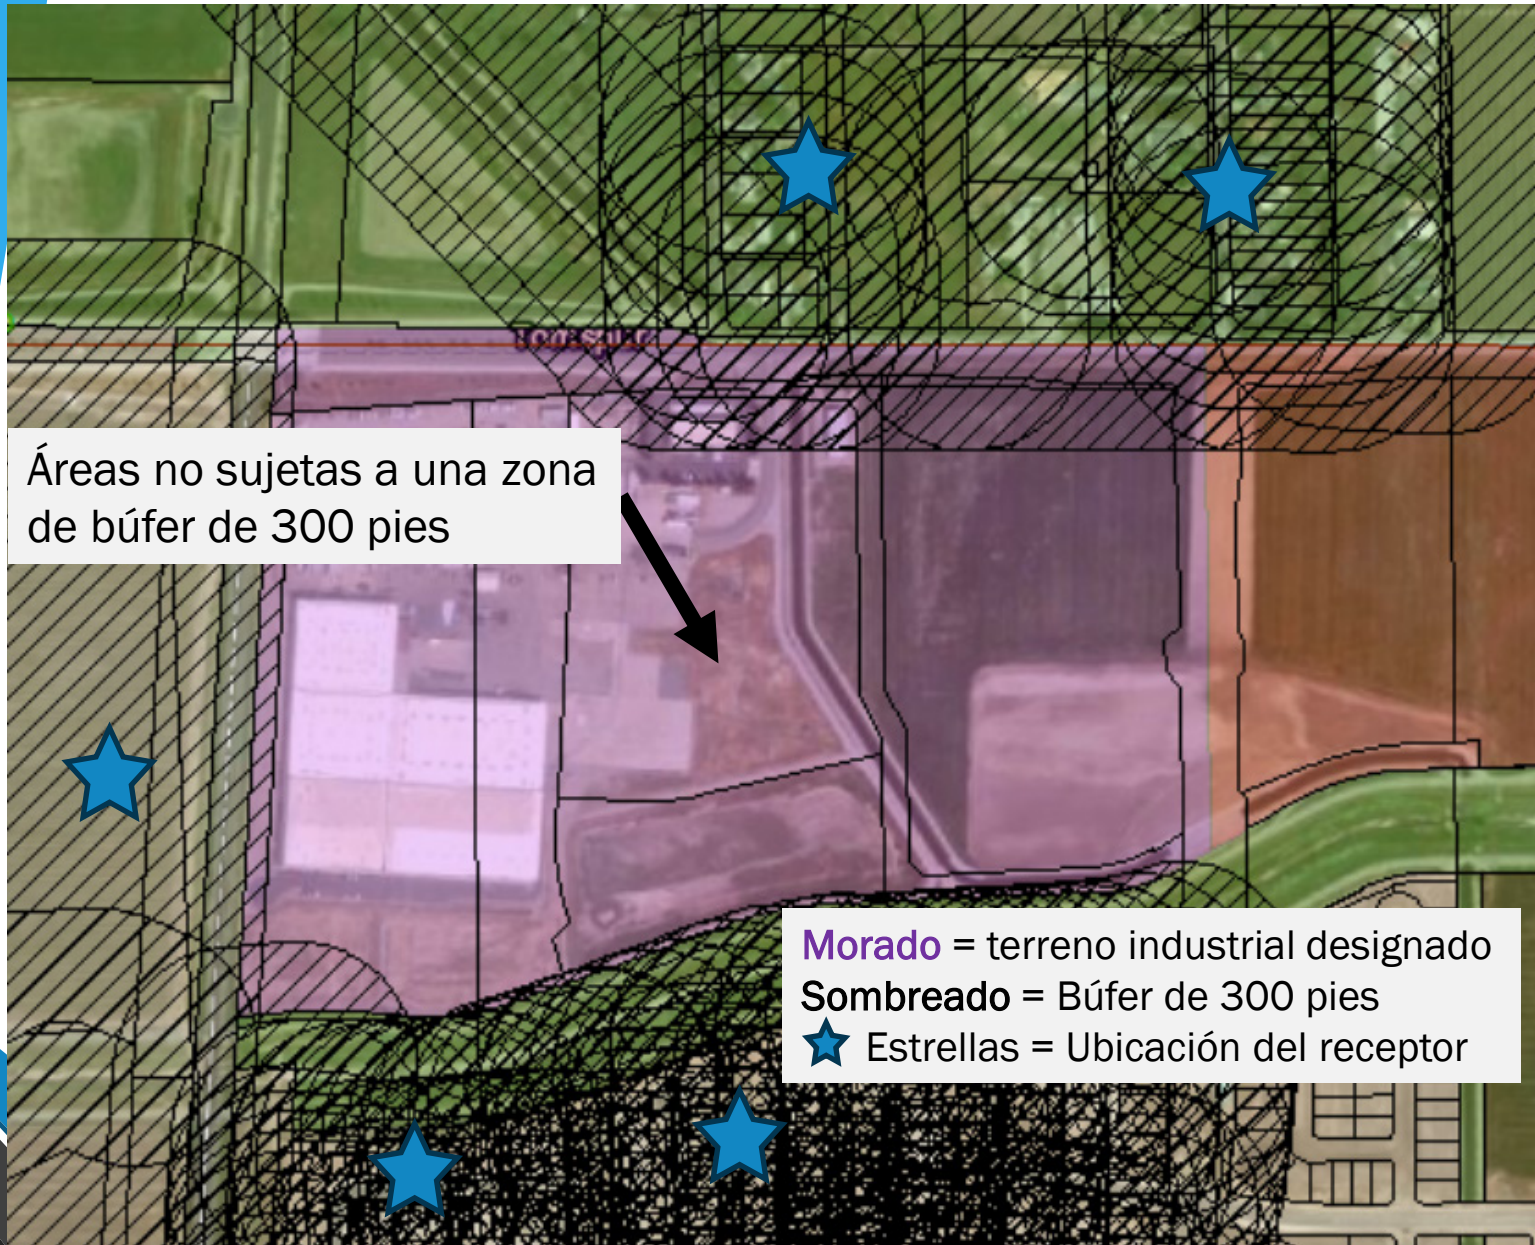 Áreas no sujetas a una zona
de búfer de 300 pies
Morado = terreno industrial designado
Sombreado = Búfer de 300 pies
Estrellas = Ubicación del receptor